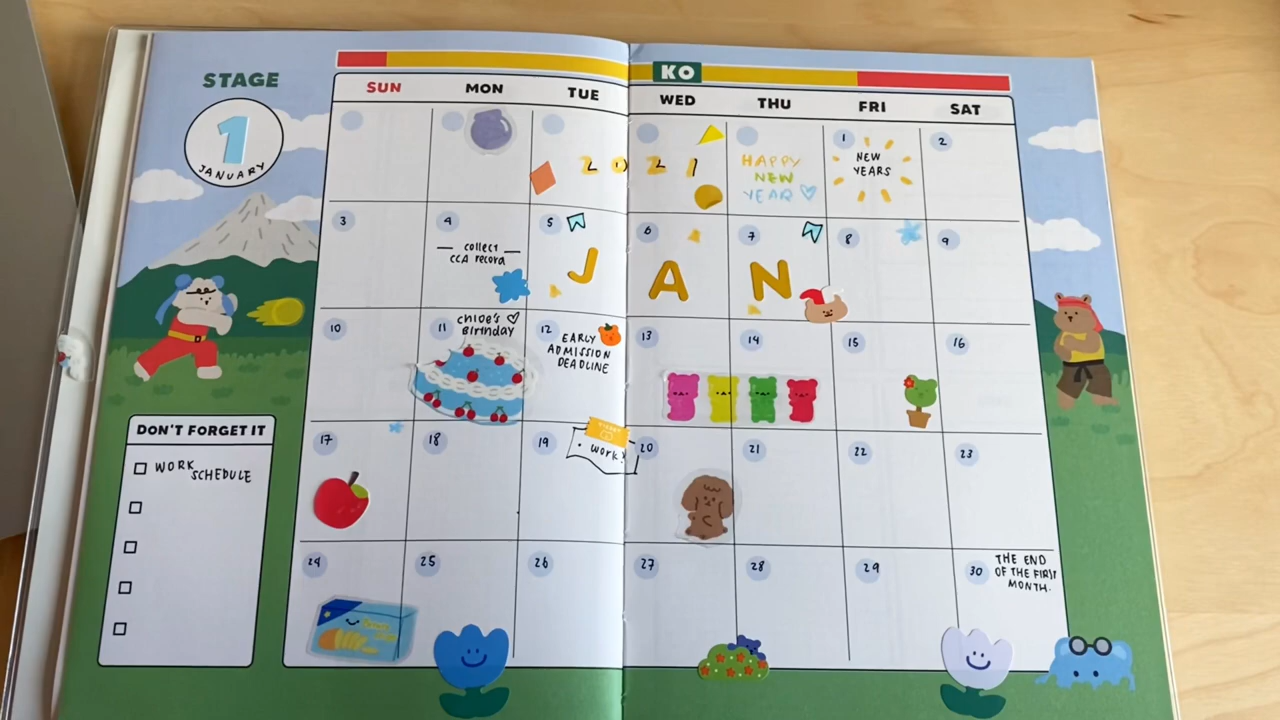 STAGE
1
JANUARY
KO
SUN MON TUE WED THU FRI SAT
2021
HAPPY
NEW
YEAR
1
NEW
YEARS
2
3
4
collect
CCA record
5
J
6
A
7
N
8
9
10
11
chloe's
Birthday
12
EARLY
ADMISSION
DEADLINE
13
14
15
16
17
18
19
work!
20
21
22
23
24
25
26
27
28
29
30
THE END
OF THE FIRST
MONTH.
DON'T FORGET IT
WORK
SCHEDULE